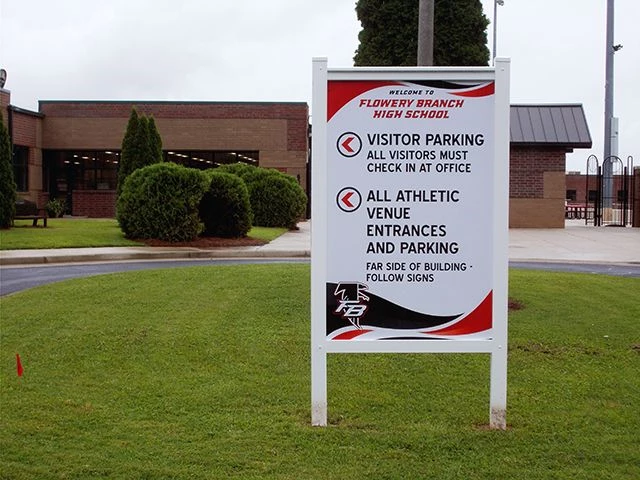 WELCOME TO
FLOWERY BRANCH
HIGH SCHOOL
VISITOR PARKING
ALL VISITORS MUST
CHECK IN AT OFFICE
ALL ATHLETIC
VENUE
ENTRANCES
AND PARKING
FAR SIDE OF BUILDING -
FOLLOW SIGNS
FB